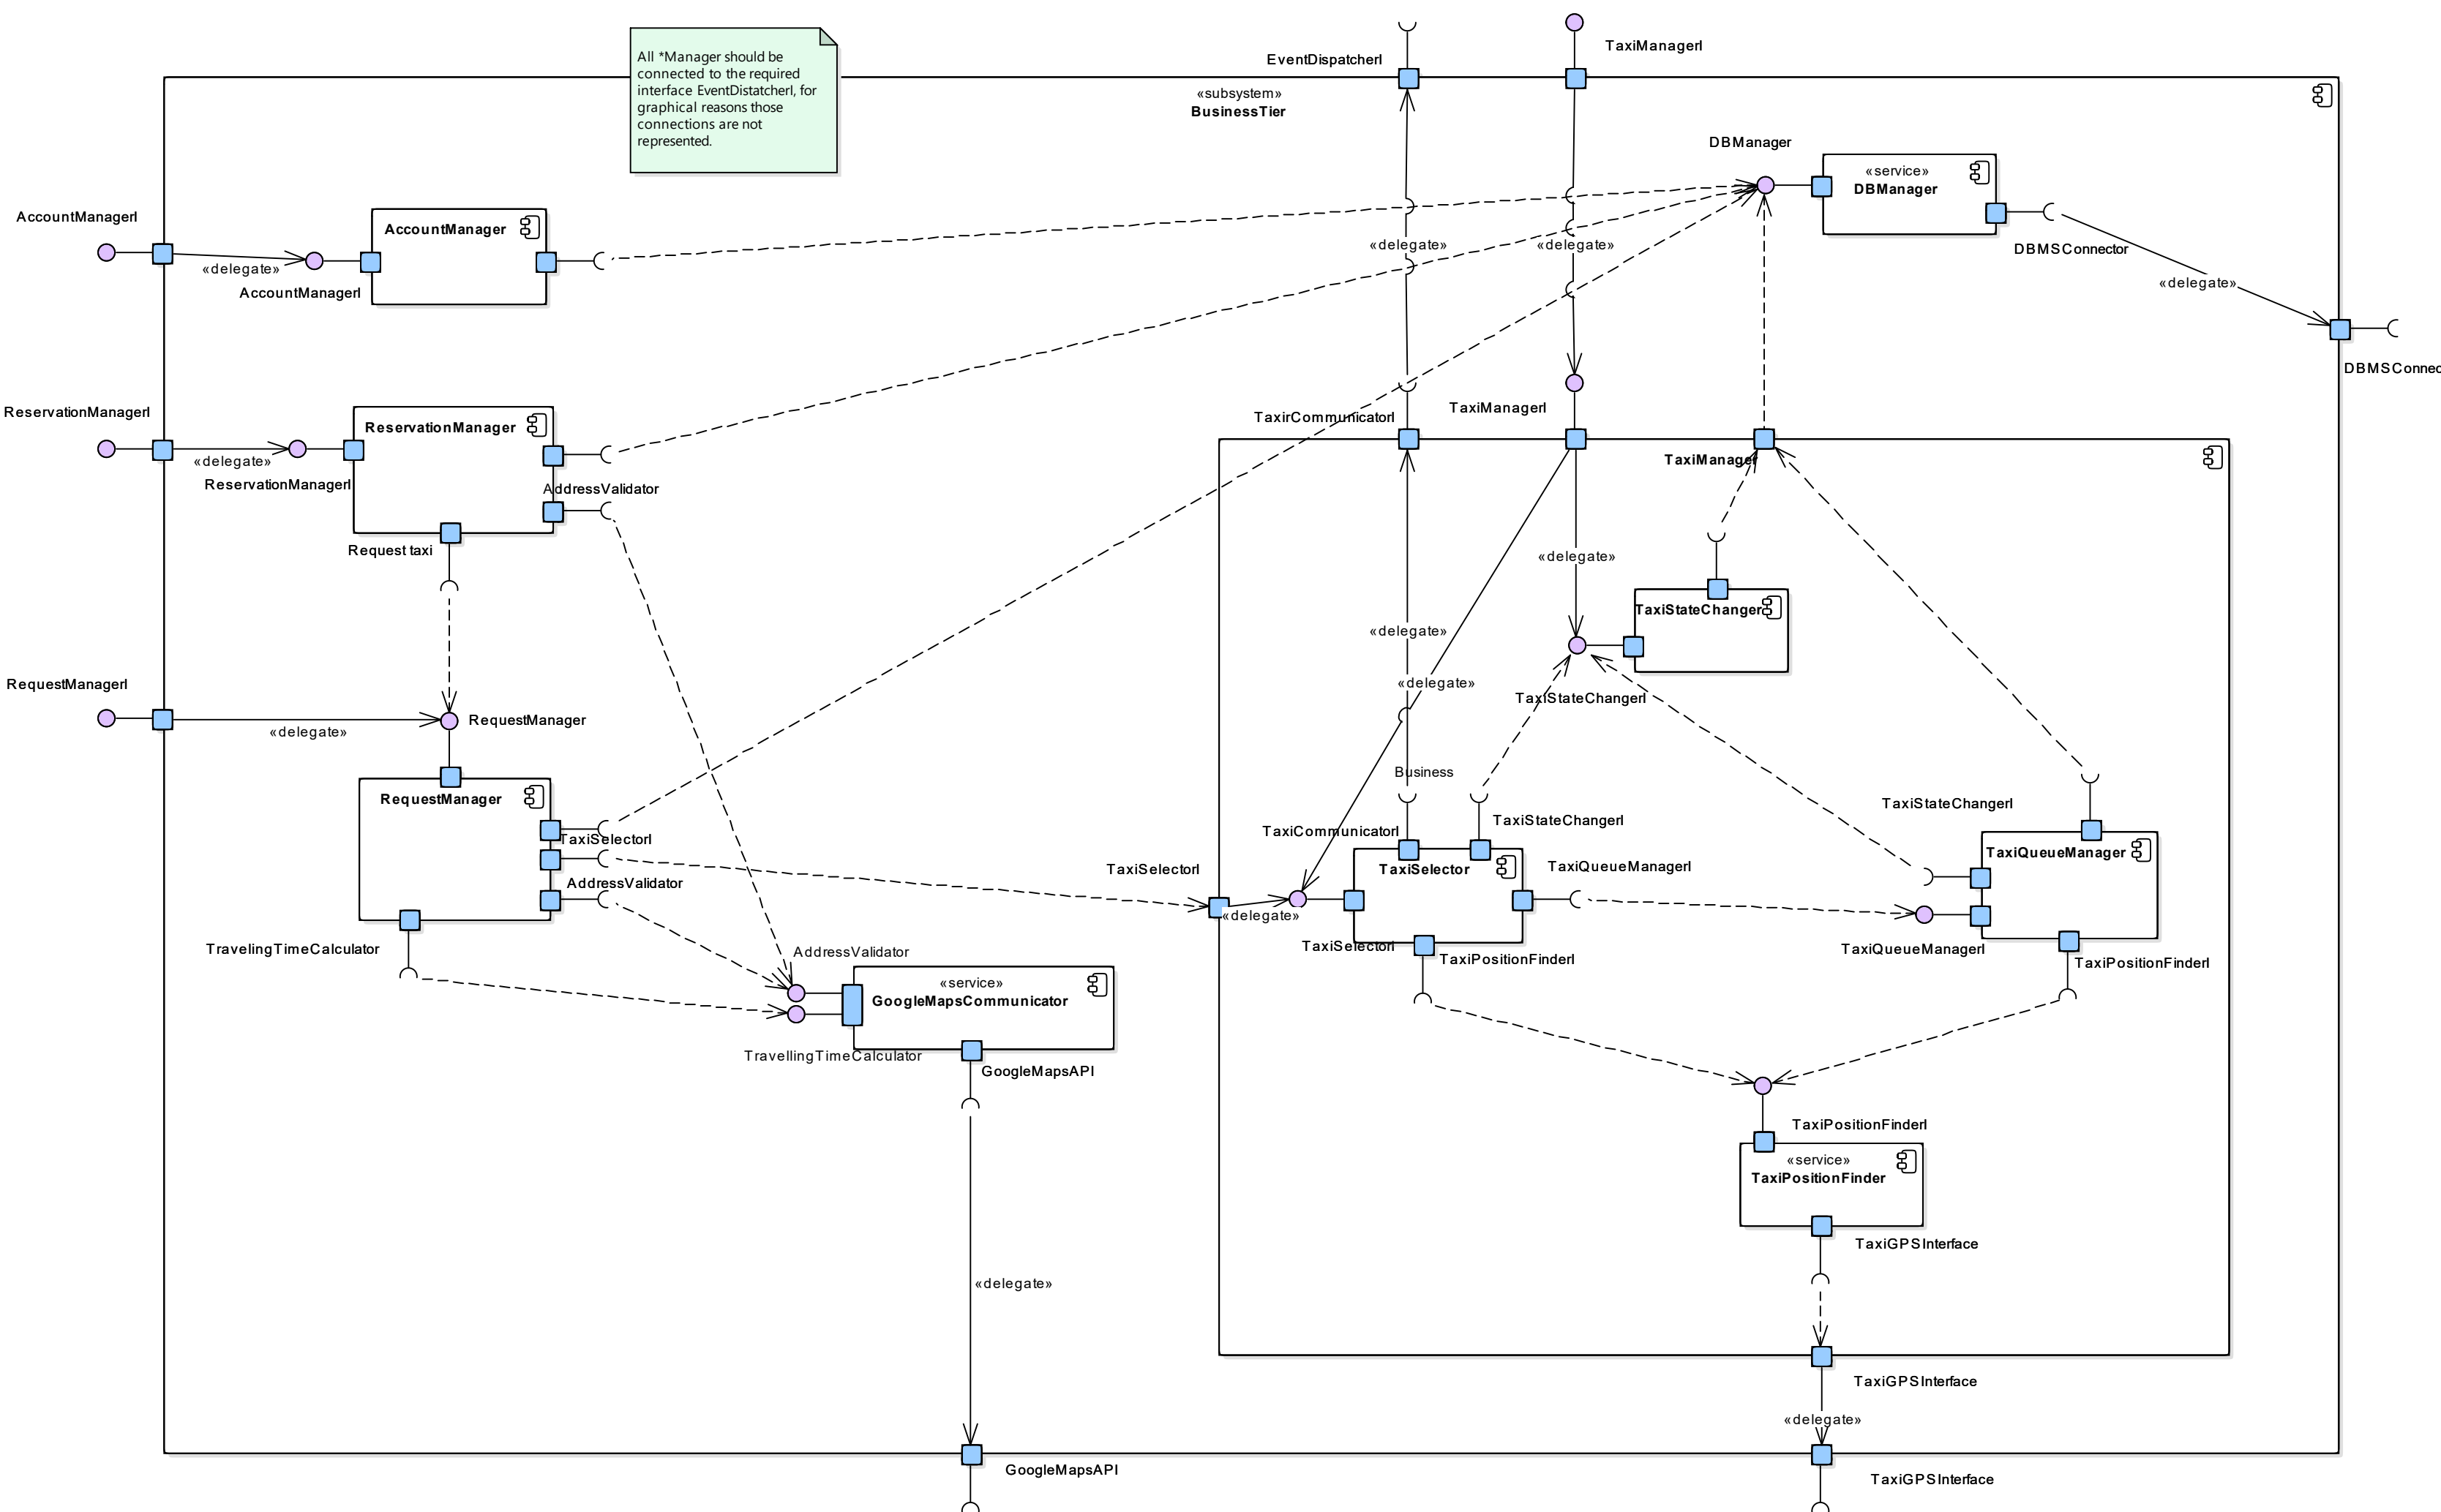 TaxiManagerI
EventDispatcherI
All *Manager should be
connected to the required
interface EventDistatcherI, for
graphical reasons those
connections are not
represented.
«subsystem»
BusinessTier
DBManager
«service»
DBManager
AccountManagerI
AccountManager
«delegate»
«delegate»
DBMSConnector
«delegate»
AccountManagerI
«delegate»
DBMSConnec
ReservationManagerI
TaxirCommunicatorI
TaxiManagerI
ReservationManager
«delegate»
ReservationManagerI
TaxiManager
AddressValidator
Request taxi
«delegate»
TaxiStateChanger
«delegate»
RequestManagerI
«delegate»
TaxiStateChangerI
RequestManager
«delegate»
Business
RequestManager
TaxiStateChangerI
TaxiSelectorI
TaxiCommunicatorI
TaxiStateChangerI
TaxiQueueManager
TaxiSelectorI
TaxiSelector
TaxiQueueManagerI
AddressValidator
«delegate»
TravelingTimeCalculator
AddressValidator
TaxiSelectorI
TaxiPositionFinderI
TaxiQueueManagerI
TaxiPositionFinderI
«service»
GoogleMapsCommunicator
TravellingTimeCalculator
GoogleMapsAPI
TaxiPositionFinderI
«service»
TaxiPositionFinder
TaxiGPSInterface
«delegate»
TaxiGPSInterface
«delegate»
GoogleMapsAPI
TaxiGPSInterface